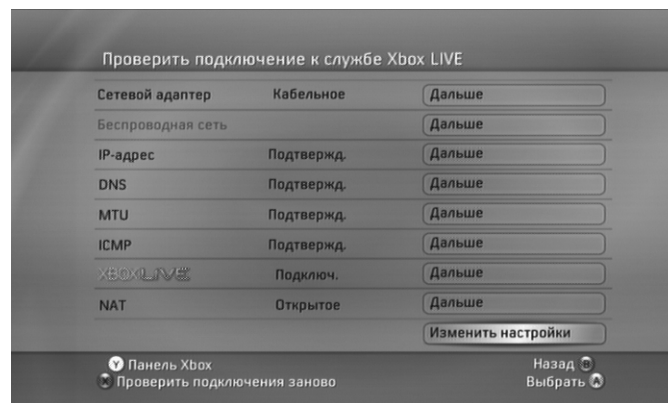 Проверить подключение к службе Xbox LIVE
Сетевой адаптер Кабельное Дальше
Беспроводная сеть Дальше
IP-адрес Подтвержд. Дальше
DNS Подтвержд. Дальше
MTU Подтвержд. Дальше
ICMP Подтвержд. Дальше
XBOX LIVE Подключ. Дальше
NAT Открытое Дальше
Изменить настройки
Y Панель Xbox Назад B
X Проверить подключения заново Выбрать A